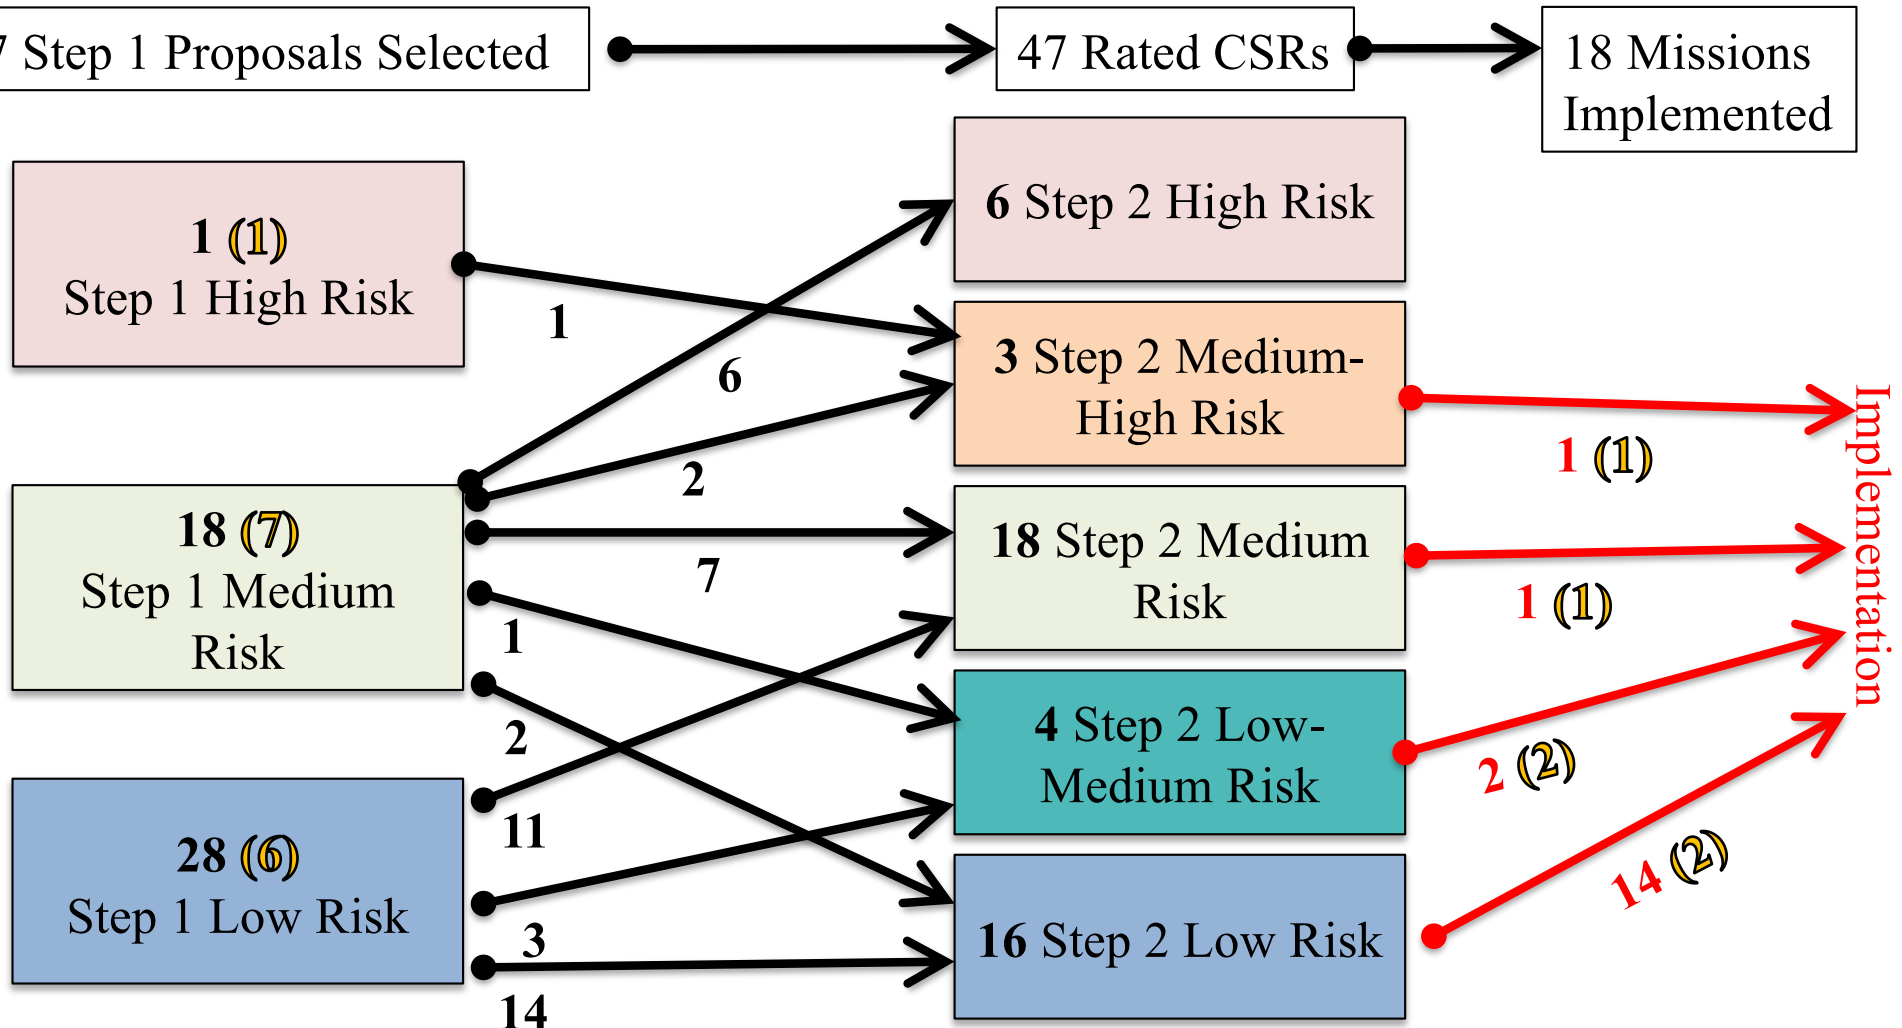 7 Step 1 Proposals Selected
47 Rated CSRs
18 Missions
Implemented
1 (1)
Step 1 High Risk
18 (7)
Step 1 Medium
Risk
28 (6)
Step 1 Low Risk
1
6
2
7
1
2
11
3
14
6 Step 2 High Risk
3 Step 2 Medium-
High Risk
18 Step 2 Medium
Risk
4 Step 2 Low-
Medium Risk
16 Step 2 Low Risk
1 (1)
1 (1)
2 (2)
14 (2)
Implementation